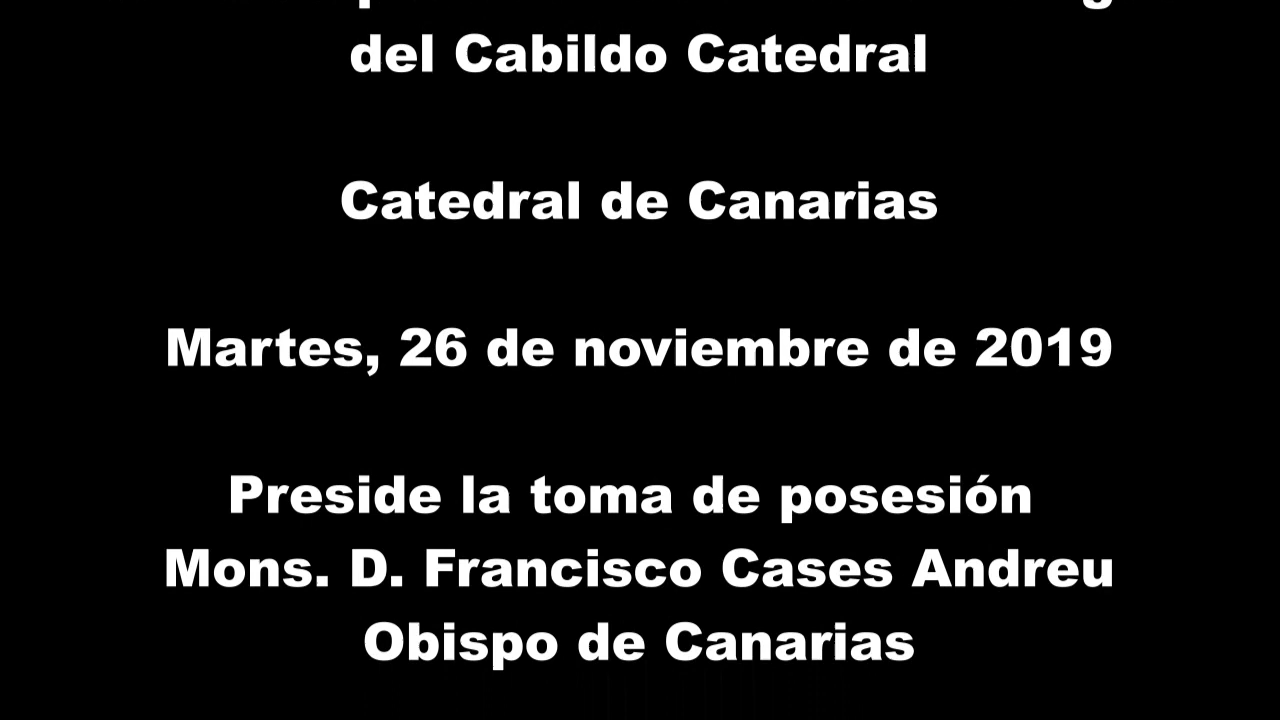 del Cabildo Catedral
Catedral de Canarias
Martes, 26 de noviembre de 2019
Preside la toma de posesión
Mons. D. Francisco Cases Andreu
Obispo de Canarias